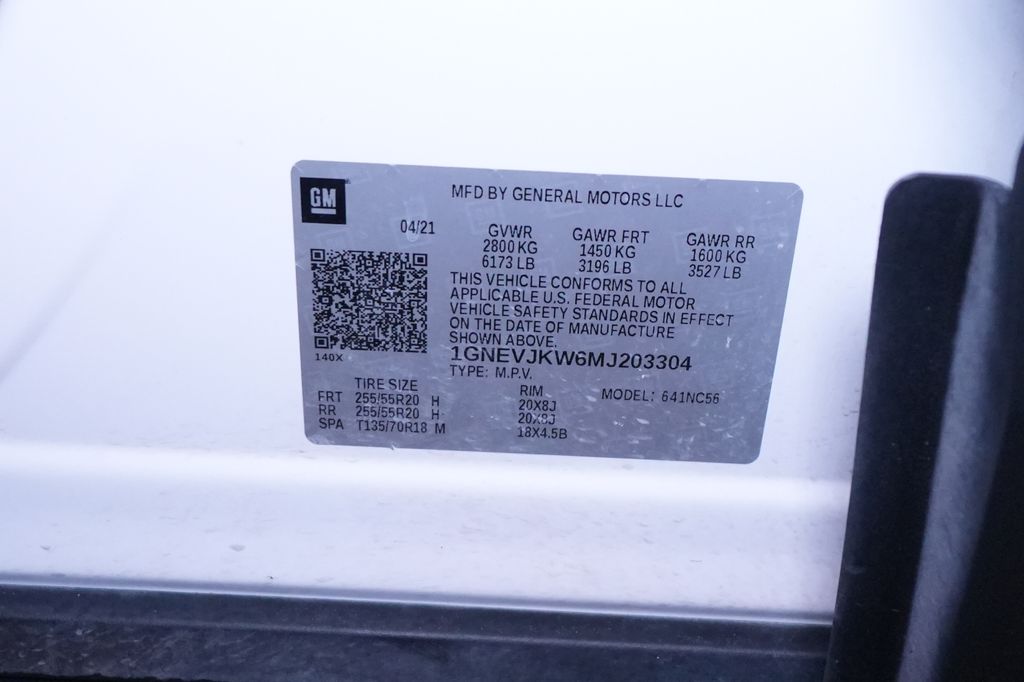 GM
MFD BY GENERAL MOTORS LLC
04/21
GVWR GAWR FRT GAWR RR
2800 KG 1450 KG 1600 KG
6173 LB 3196 LB 3527 LB
THIS VEHICLE CONFORMS TO ALL
APPLICABLE U.S. FEDERAL MOTOR
VEHICLE SAFETY STANDARDS IN EFFECT
ON THE DATE OF MANUFACTURE
SHOWN ABOVE.
140X
1GNEVJKW6MJ203304
TYPE: M.P.V.
TIRE SIZE RIM MODEL: 641NC56
FRT 255/55R20 H 20X8J
RR 255/55R20 H 20X8J
SPA T135/70R18 M 18X4.5B